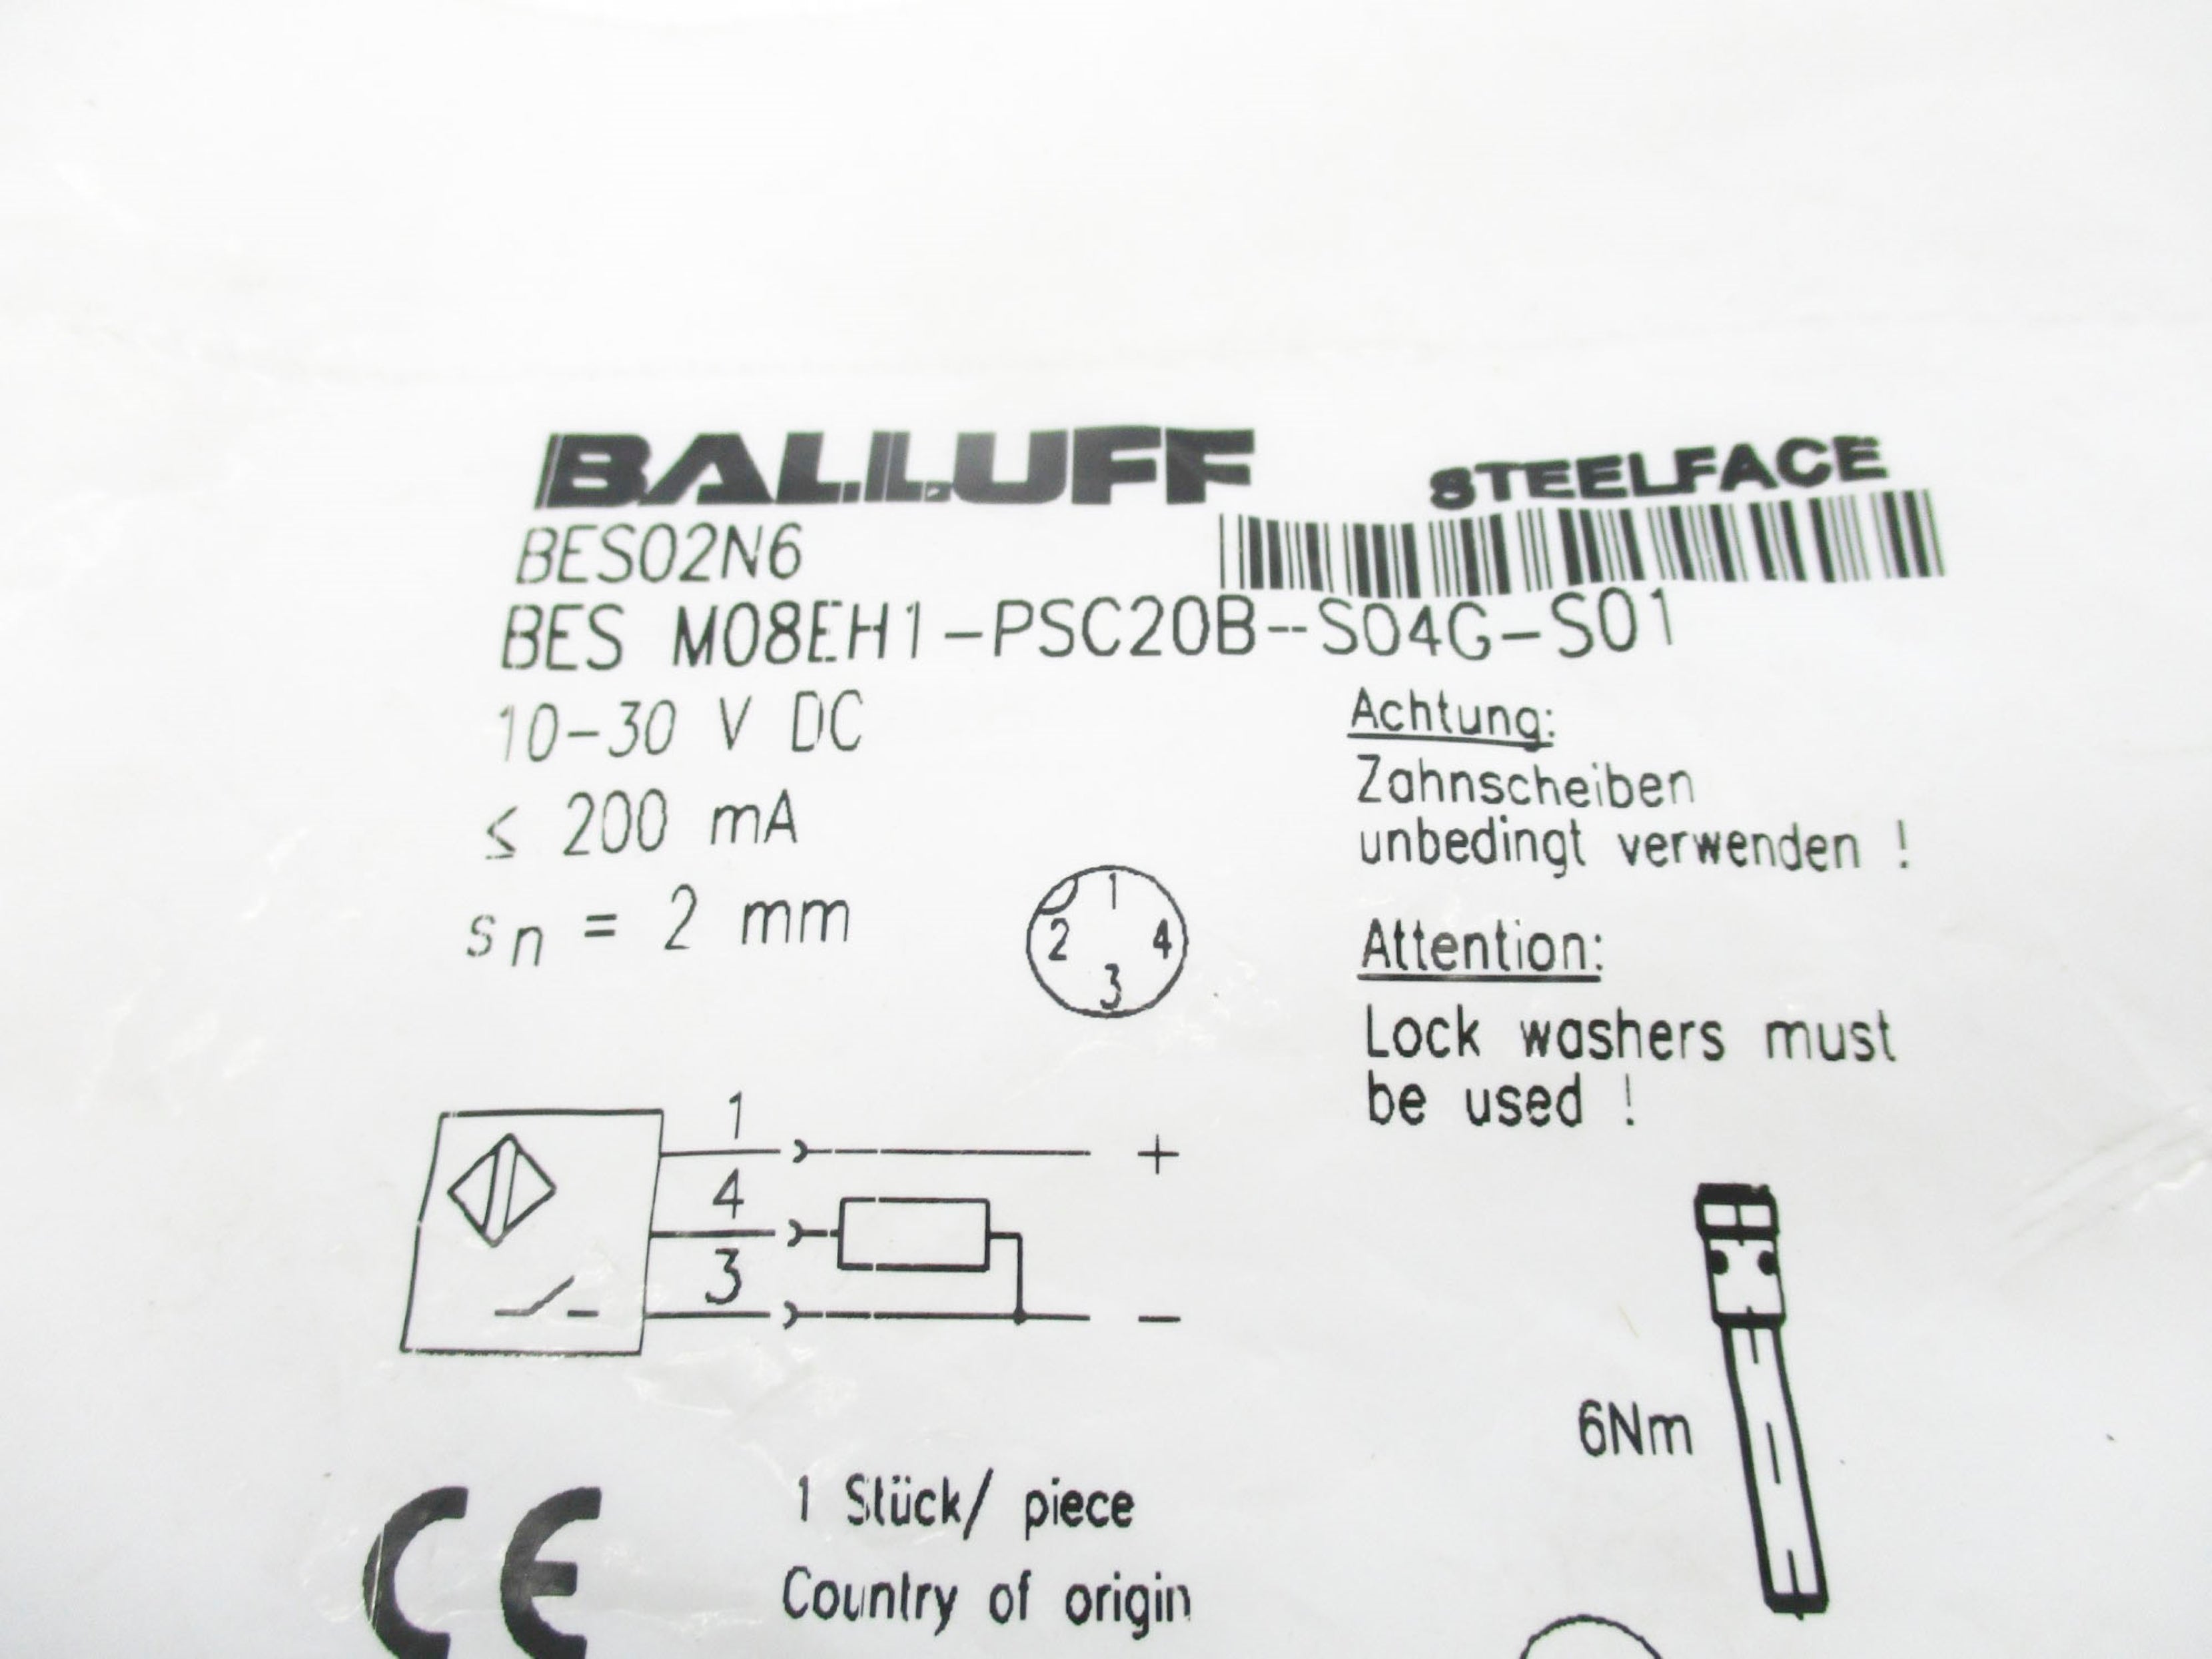 BALLUFF
STEELFACE
BES02N6
BES M08EH1-PSC20B-S04G-S01
10-30 V DC
≤ 200 mA
sn = 2 mm
Achtung:
Zahnscheiben
unbedingt verwenden !
Attention:
Lock washers must
be used !
1
2 4
3
1 +
4
3 -
6Nm
CE
1 Stück/ piece
Country of origin